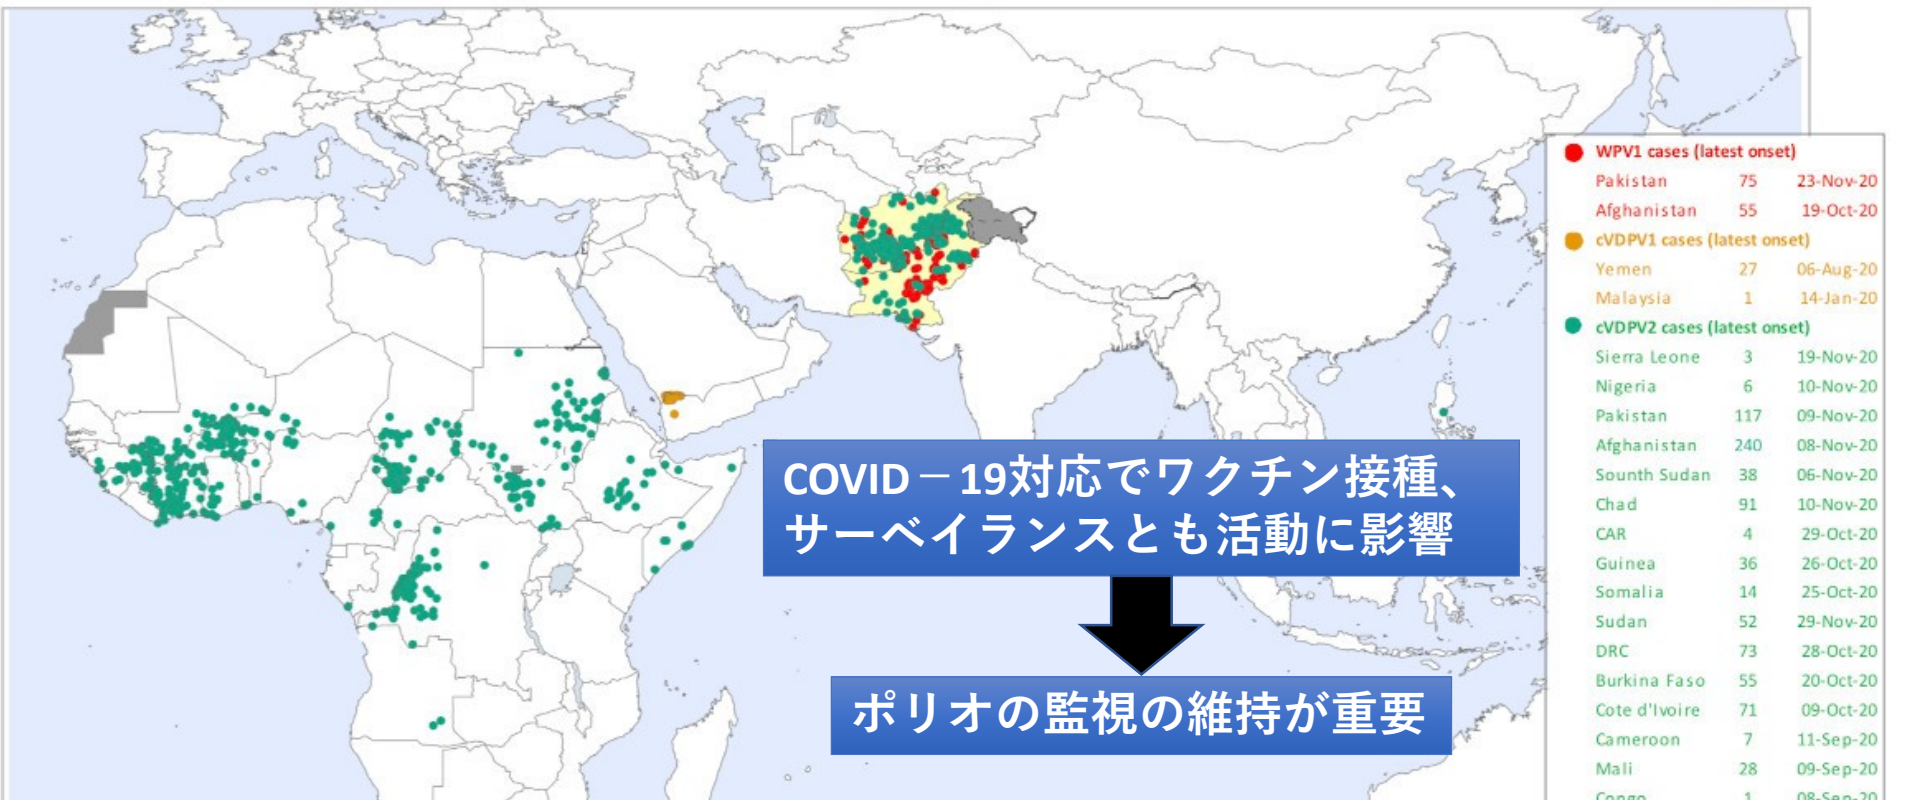 COVID－19対応でワクチン接種、
サーベイランスとも活動に影響
ポリオの監視の維持が重要
WPV1 cases (latest onset)
Pakistan 75 23-Nov-20
Afghanistan 55 19-Oct-20
cVDPV1 cases (latest onset)
Yemen 27 06-Aug-20
Malaysia 1 14-Jan-20
cVDPV2 cases (latest onset)
Sierra Leone 3 19-Nov-20
Nigeria 6 10-Nov-20
Pakistan 117 09-Nov-20
Afghanistan 240 08-Nov-20
Sounth Sudan 38 06-Nov-20
Chad 91 10-Nov-20
CAR 4 29-Oct-20
Guinea 36 26-Oct-20
Somalia 14 25-Oct-20
Sudan 52 29-Nov-20
DRC 73 28-Oct-20
Burkina Faso 55 20-Oct-20
Cote d'Ivoire 71 09-Oct-20
Cameroon 7 11-Sep-20
Mali 28 09-Sep-20
Congo 1 08-Sep-20